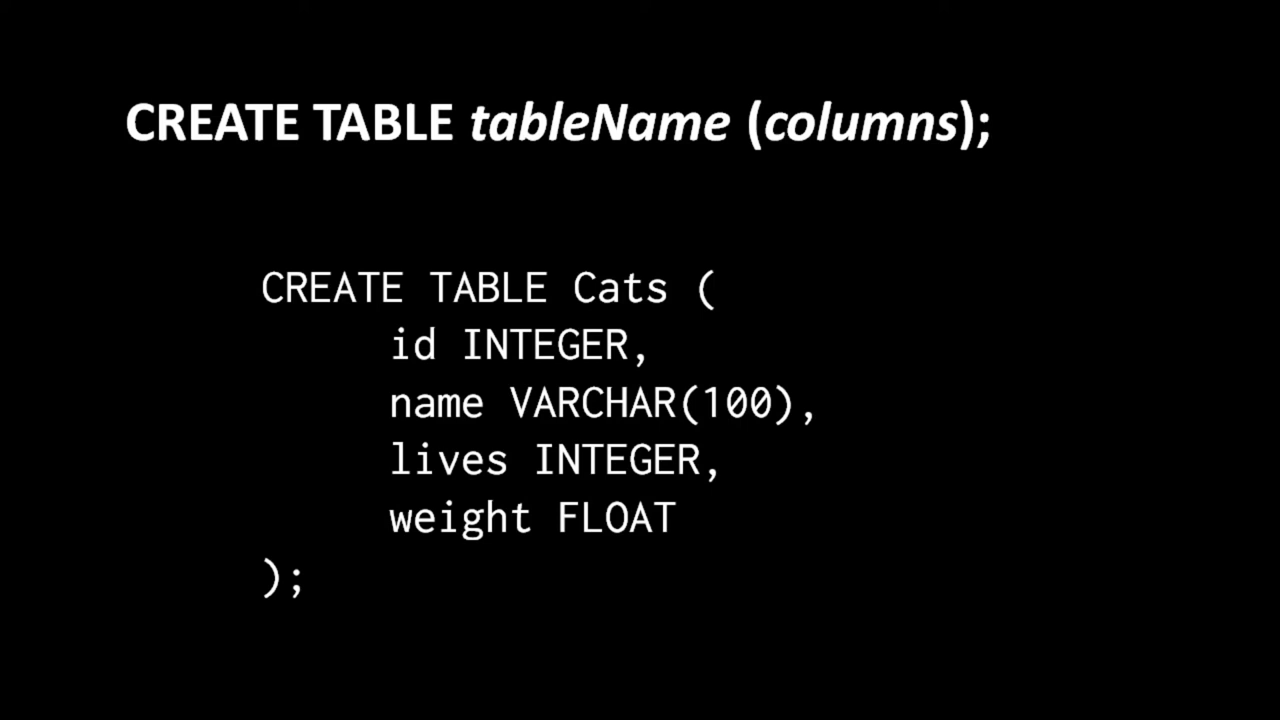 CREATE TABLE tableName (columns);
CREATE TABLE Cats (
id INTEGER,
name VARCHAR(100),
lives INTEGER,
weight FLOAT
);